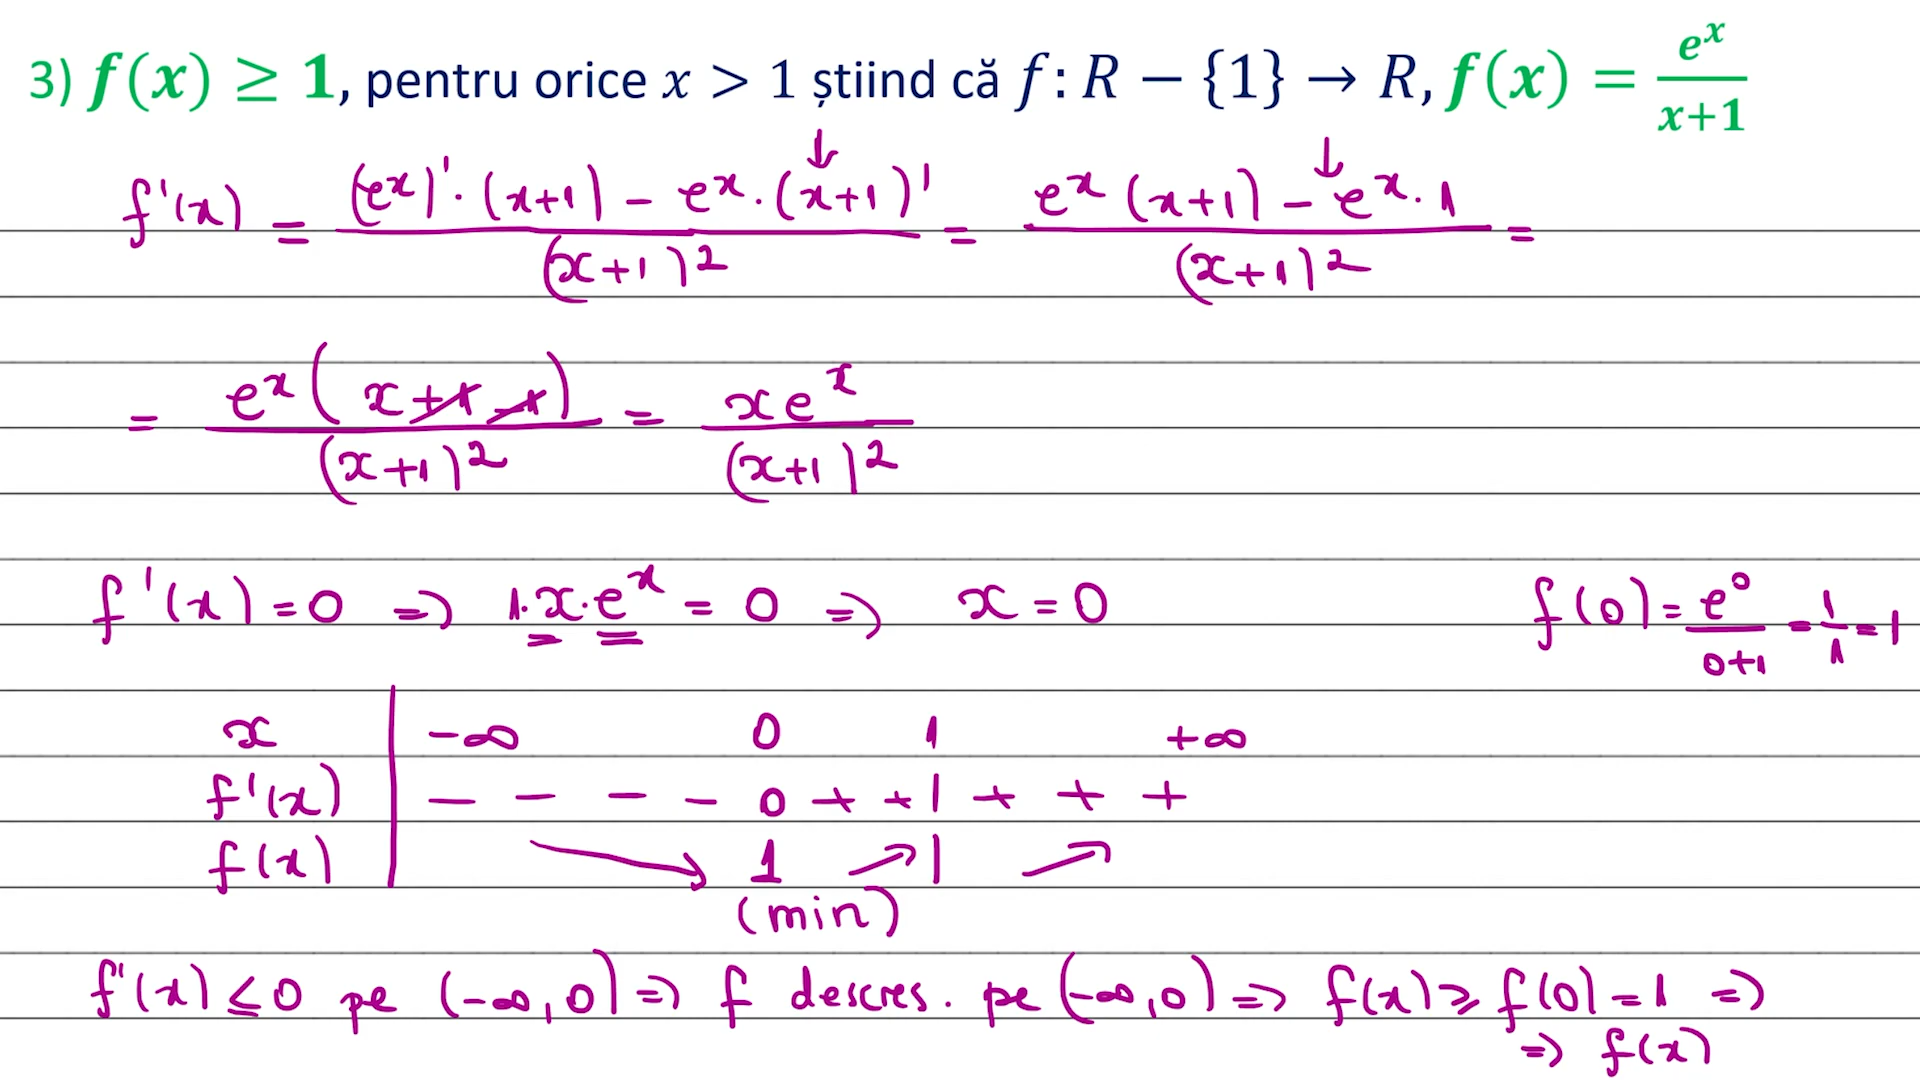 3) f(x) ≥ 1, pentru orice x > 1 știind că f: R − {1} → R, f(x) = e^x/(x+1)
f'(x) = ((e^x)'·(x+1) − e^x·(x+1)')/(x+1)^2 = (e^x(x+1) − e^x·1)/(x+1)^2 =
= e^x(x+1−1)/(x+1)^2 = xe^x/(x+1)^2
f'(x) = 0 => 1·x·e^x = 0 => x = 0 f(0) = e^0/(0+1) = 1/1 = 1
x | −∞ 0 1 +∞
f'(x) | − − − − 0 + + | + + +
f(x) | ↘ 1 ↗ | ↗
(min)
f'(x) ≤ 0 pe (−∞,0) => f descres. pe (−∞,0) => f(x) ≥ f(0) = 1 =>
=> f(x)